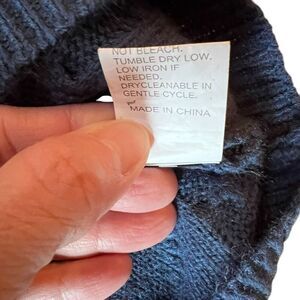 NOT BLEACH.
TUMBLE DRY LOW.
LOW IRON IF
NEEDED.
DRYCLEANABLE IN
GENTLE CYCLE.
MADE IN CHINA